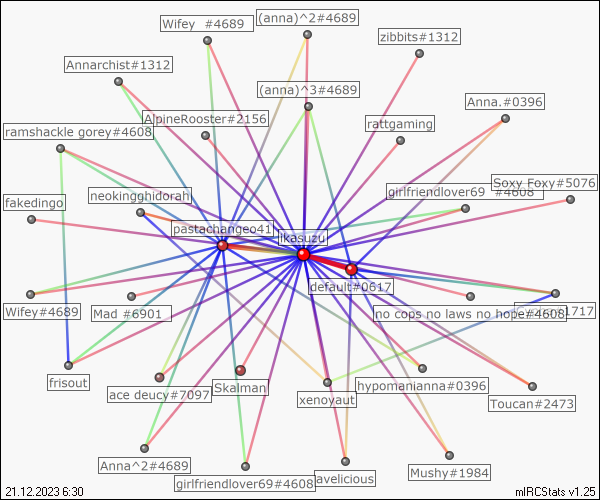 Wifey #4689
(anna)^2#4689
zibbits#1312
Annarchist#1312
(anna)^3#4689
Anna.#0396
AlpineRooster#2156
rattgaming
ramshackle gorey#4608
Soxy Foxy#5076
neokingghidorah
girlfriendlover69 #4608
fakedingo
pastachangeo41
ikasuzu
default#0617
Wifey#4689
Mad #6901
no cops no laws no hope#4608
1717
frisout
ace deucy#7097
Skalman
xenoyaut
hypomanianna#0396
Toucan#2473
Anna^2#4689
girlfriendlover69#4608
avelicious
Mushy#1984
21.12.2023 6:30
mIRCStats v1.25